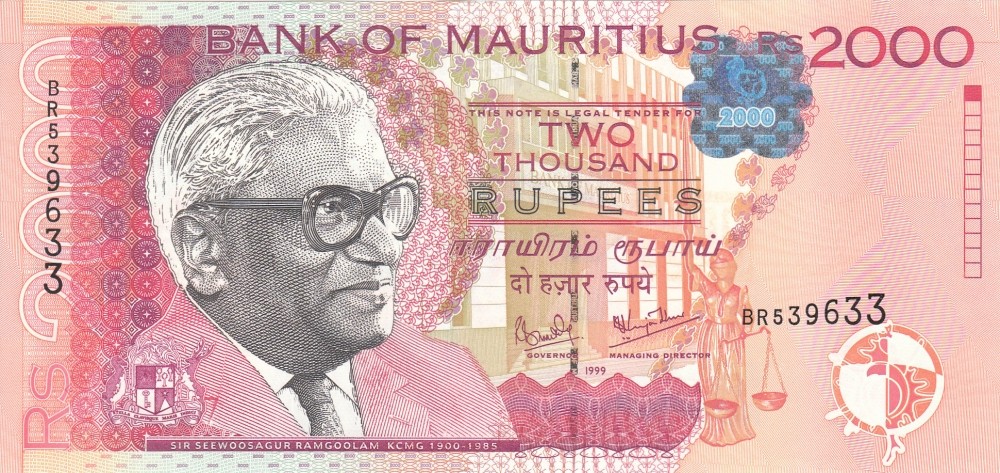 BANK OF MAURITIUS
Rs 2000
2000
THIS NOTE IS LEGAL TENDER FOR
TWO
THOUSAND
RUPEES
ஈராயிரம் ரூபாய்
दो हज़ार रुपये
GOVERNOR
MANAGING DIRECTOR
1999
BR539633
BR539633
Rs 2000
SIR SEEWOOSAGUR RAMGOOLAM KCMG 1900-1985